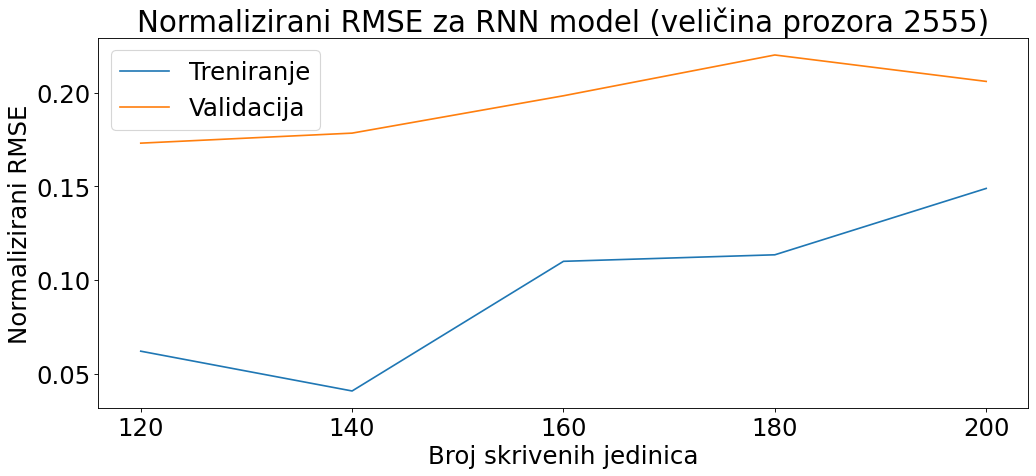 Normalizirani RMSE za RNN model (veličina prozora 2555)
Treniranje
Validacija
Normalizirani RMSE
0.20
0.15
0.10
0.05
120 140 160 180 200
Broj skrivenih jedinica